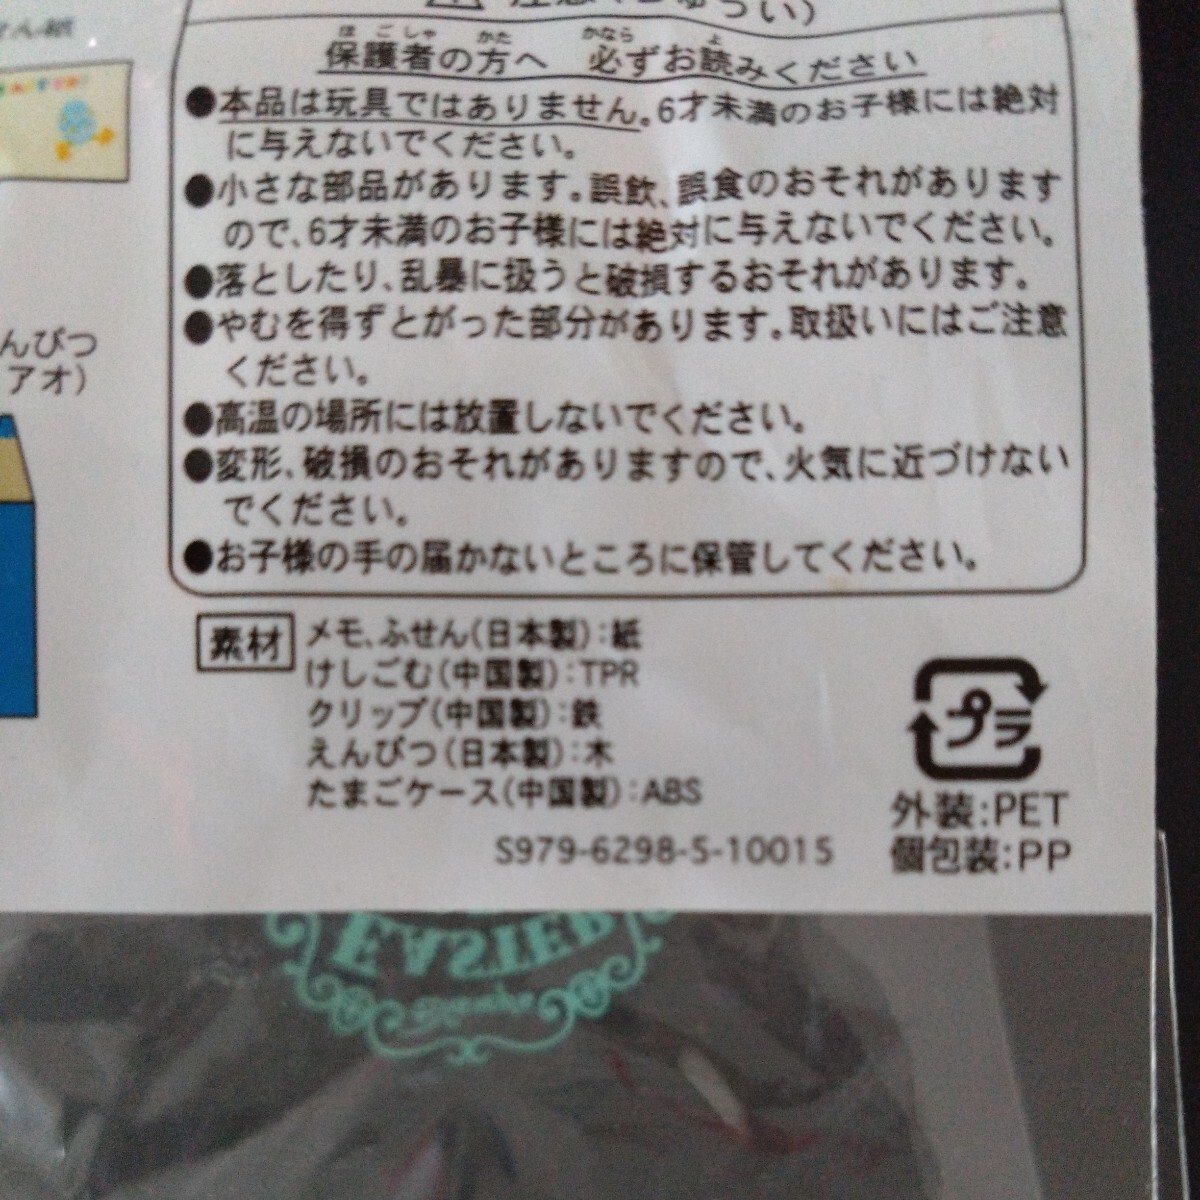 保護者の方へ 必ずお読みください
●本品は玩具ではありません。6才未満のお子様には絶対
に与えないでください。
●小さな部品があります。誤飲、誤食のおそれがあります
ので、6才未満のお子様には絶対に与えないでください。
●落としたり、乱暴に扱うと破損するおそれがあります。
●やむを得ずとがった部分があります。取扱いにはご注意
ください。
●高温の場所には放置しないでください。
●変形、破損のおそれがありますので、火気に近づけない
でください。
●お子様の手の届かないところに保管してください。
んぴつ
アオ)
素材
メモ、ふせん(日本製):紙
けしごむ(中国製):TPR
クリップ(中国製):鉄
えんぴつ(日本製):木
たまごケース(中国製):ABS
S979-6298-5-10015
プラ
外装:PET
個包装:PP
EASTER